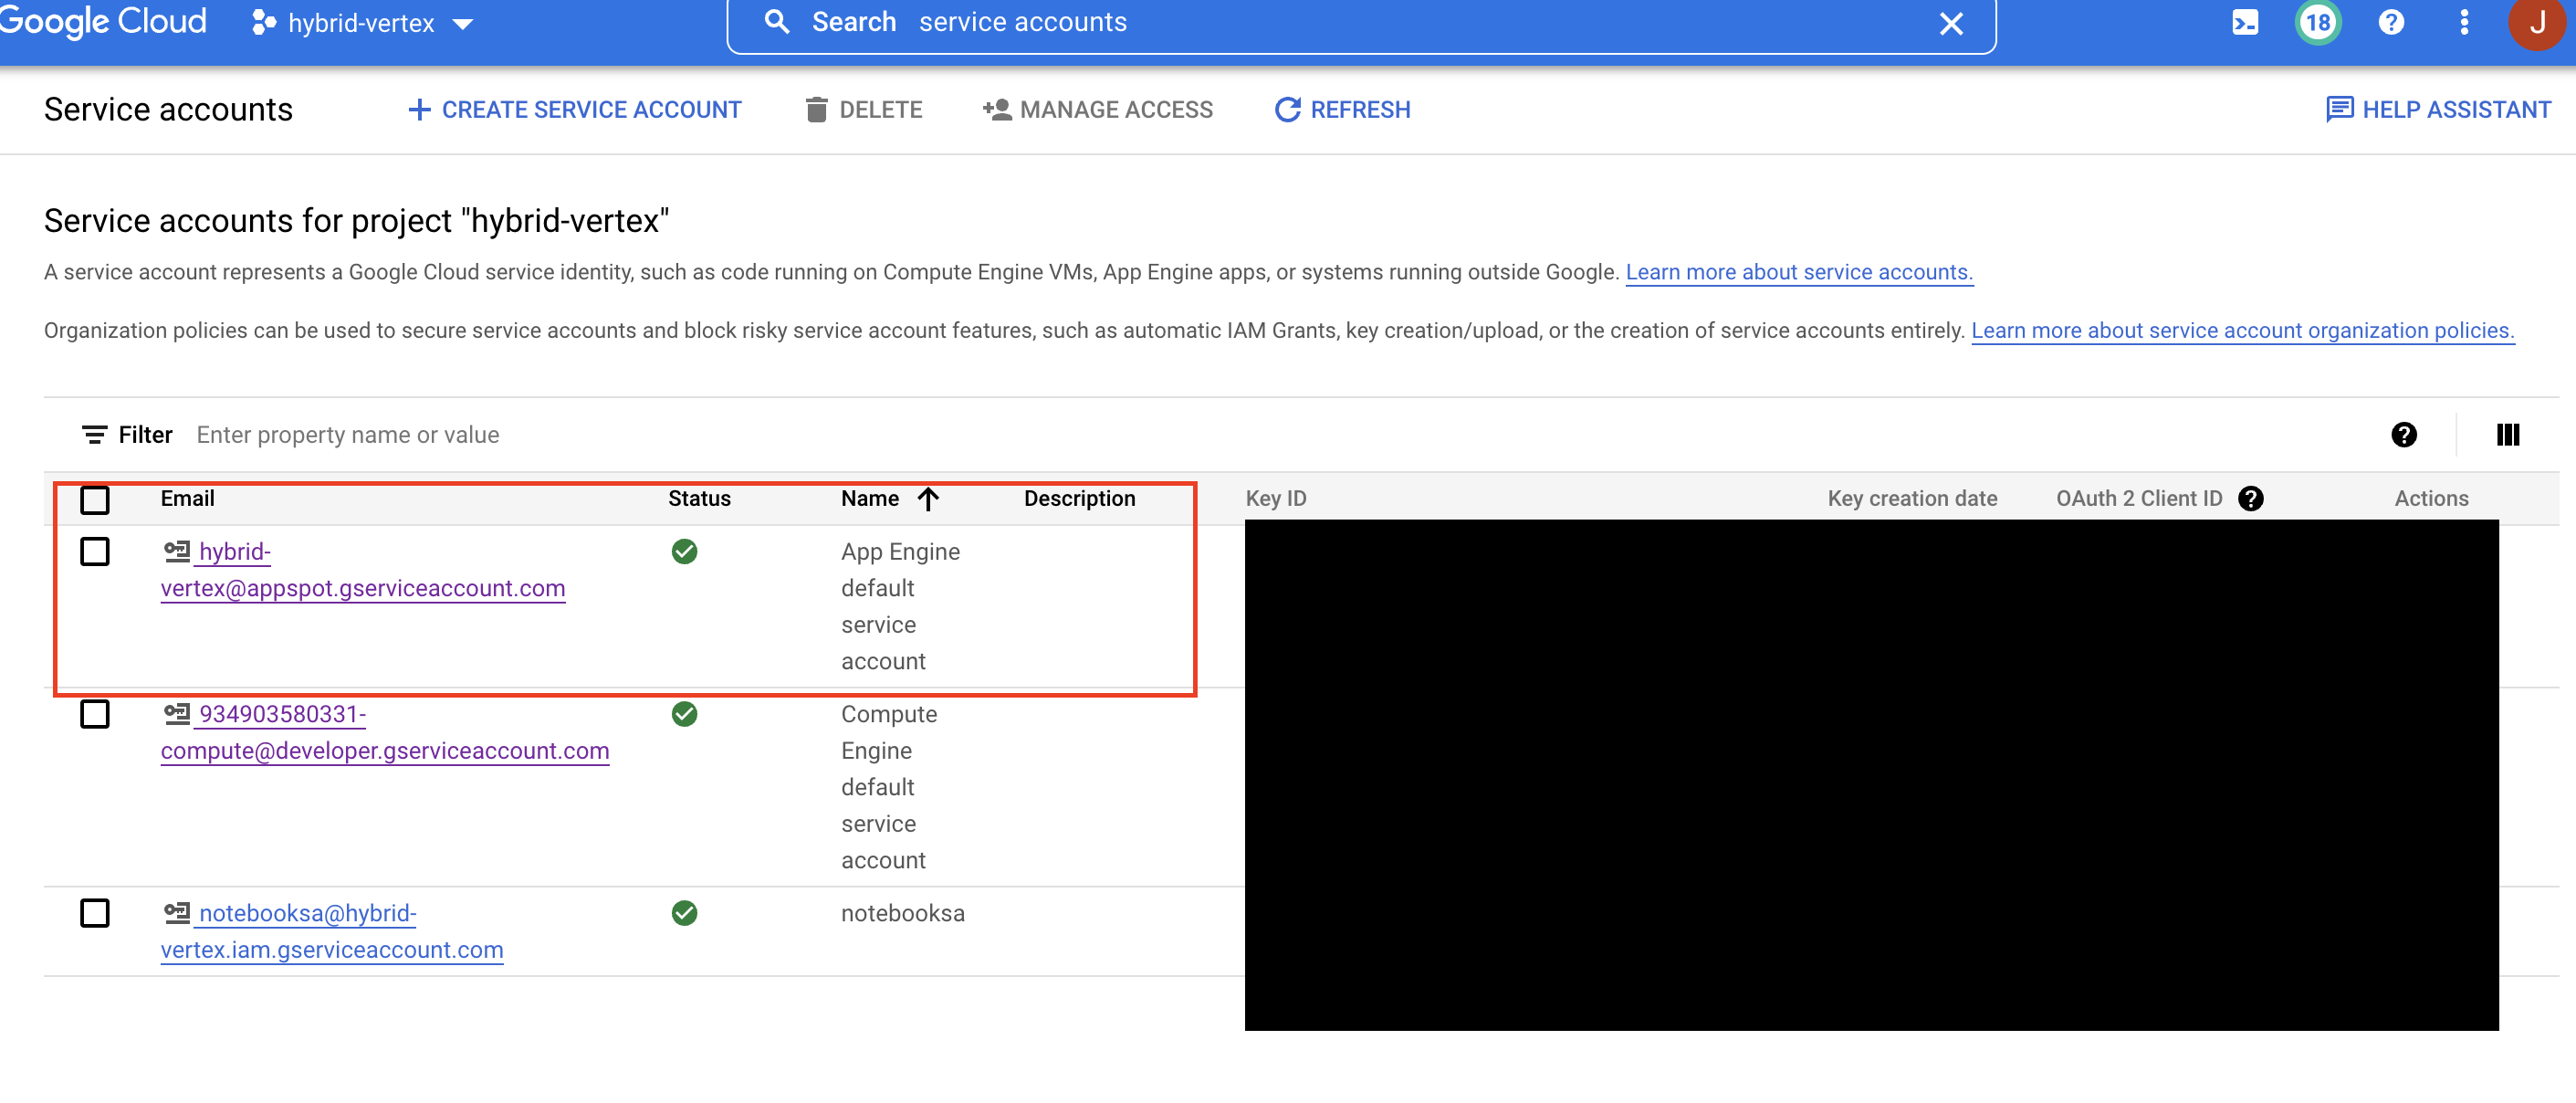 Google Cloud hybrid-vertex Search service accounts 18 J
Service accounts CREATE SERVICE ACCOUNT DELETE MANAGE ACCESS REFRESH HELP ASSISTANT
Service accounts for project "hybrid-vertex"
A service account represents a Google Cloud service identity, such as code running on Compute Engine VMs, App Engine apps, or systems running outside Google. Learn more about service accounts.
Organization policies can be used to secure service accounts and block risky service account features, such as automatic IAM Grants, key creation/upload, or the creation of service accounts entirely. Learn more about service account organization policies.
Filter Enter property name or value
Email Status Name Description Key ID Key creation date OAuth 2 Client ID Actions
hybrid-
vertex@appspot.gserviceaccount.com
App Engine
default
service
account
934903580331-
compute@developer.gserviceaccount.com
Compute
Engine
default
service
account
notebooksa@hybrid-
vertex.iam.gserviceaccount.com
notebooksa